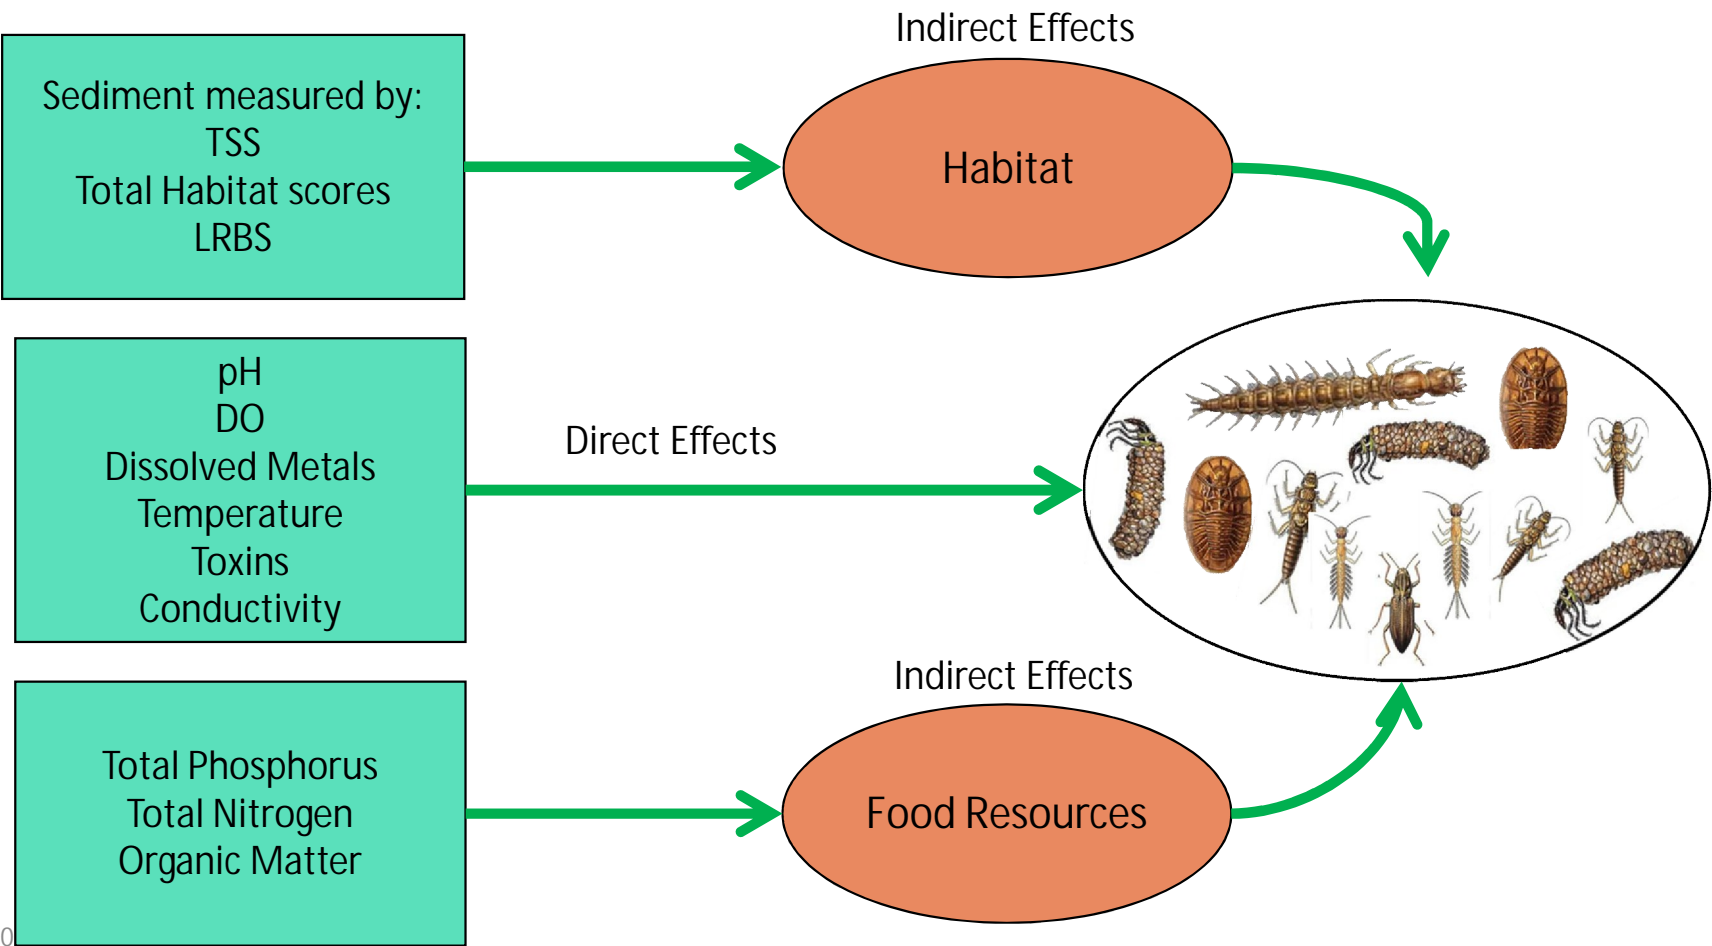 Indirect Effects
Sediment measured by:
TSS
Total Habitat scores
LRBS
Habitat
pH
DO
Dissolved Metals
Temperature
Toxins
Conductivity
Direct Effects
Indirect Effects
Total Phosphorus
Total Nitrogen
Organic Matter
Food Resources
0